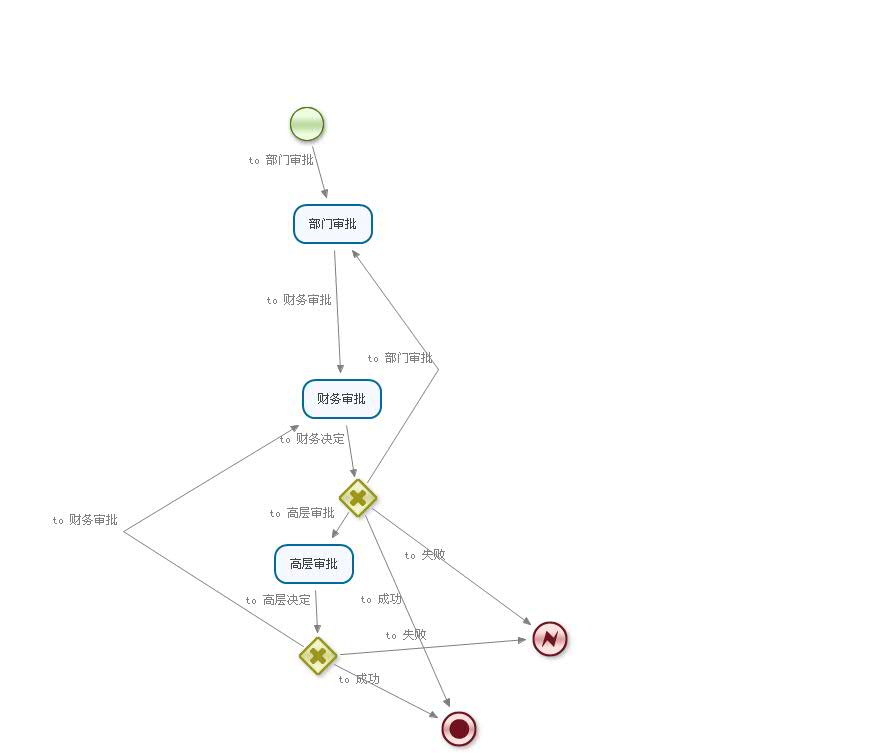 to 部门审批
部门审批
to 财务审批
to 部门审批
财务审批
to 财务决定
to 高层审批
to 财务审批
to 失败
高层审批
to 高层决定
to 成功
to 失败
to 成功